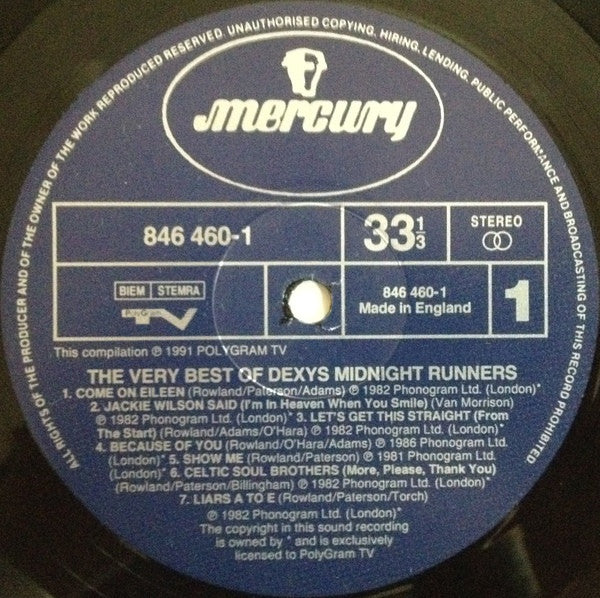 ALL RIGHTS OF THE PRODUCER AND OF THE OWNER OF THE WORK REPRODUCED RESERVED. UNAUTHORISED COPYING, HIRING, LENDING, PUBLIC PERFORMANCE AND BROADCASTING OF THIS RECORD PROHIBITED
mercury
846 460-1
33 1/3
STEREO
BIEM STEMRA
PolyGram TV
846 460-1
Made in England
1
This compilation ℗ 1991 POLYGRAM TV
THE VERY BEST OF DEXYS MIDNIGHT RUNNERS
1. COME ON EILEEN (Rowland/Paterson/Adams) ℗ 1982 Phonogram Ltd. (London)*
2. JACKIE WILSON SAID (I'm In Heaven When You Smile) (Van Morrison)
℗ 1982 Phonogram Ltd. (London)* 3. LET'S GET THIS STRAIGHT (From
The Start) (Rowland/Adams/O'Hara) ℗ 1982 Phonogram Ltd. (London)*
4. BECAUSE OF YOU (Rowland/O'Hara/Adams) ℗ 1986 Phonogram Ltd.
(London)* 5. SHOW ME (Rowland/Paterson) ℗ 1981 Phonogram Ltd.
(London)* 6. CELTIC SOUL BROTHERS (More, Please, Thank You)
(Rowland/Paterson/Billingham) ℗ 1982 Phonogram Ltd. (London)*
7. LIARS A TO E (Rowland/Paterson/Torch)
℗ 1982 Phonogram Ltd. (London)*
The copyright in this sound recording
is owned by * and is exclusively
licensed to PolyGram TV